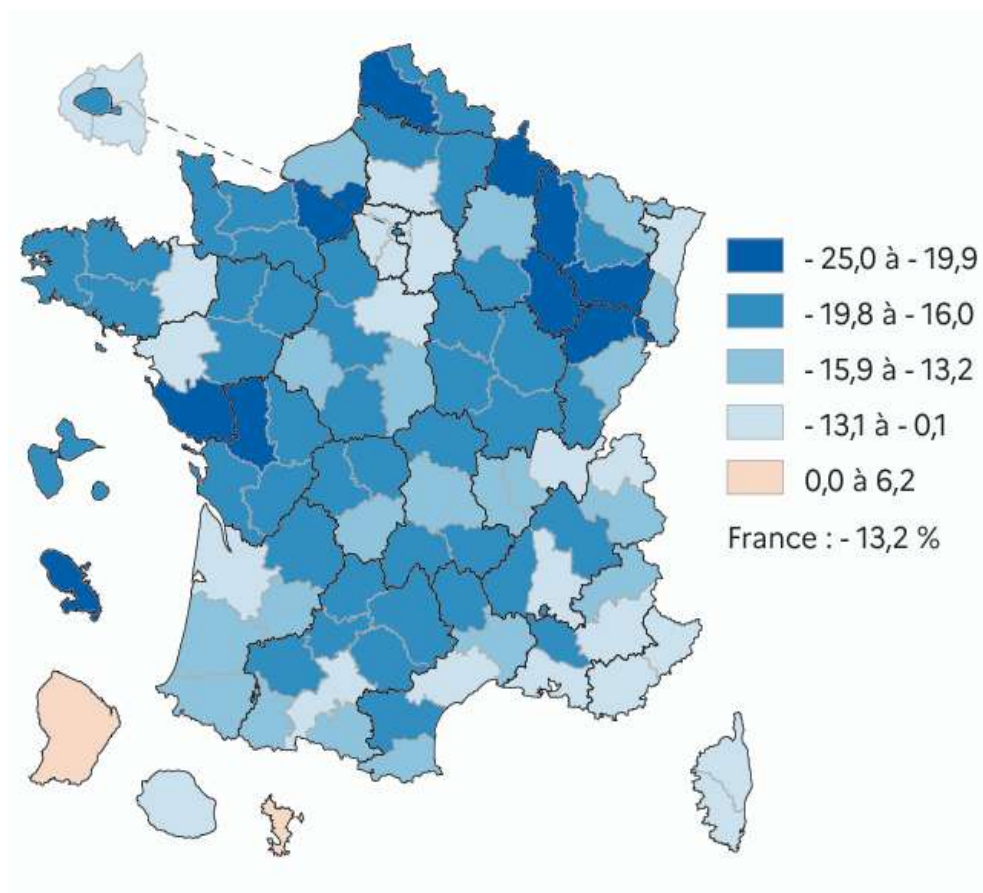 - 25,0 à - 19,9
- 19,8 à - 16,0
- 15,9 à - 13,2
- 13,1 à - 0,1
0,0 à 6,2
France : - 13,2 %